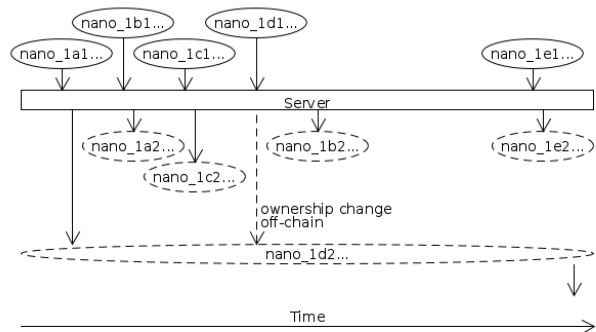 nano_1b1...
nano_1d1...
nano_1a1...
nano_1c1...
nano_1e1...
Server
nano_1a2...
nano_1b2...
nano_1e2...
nano_1c2...
ownership change
off-chain
nano_1d2...
Time